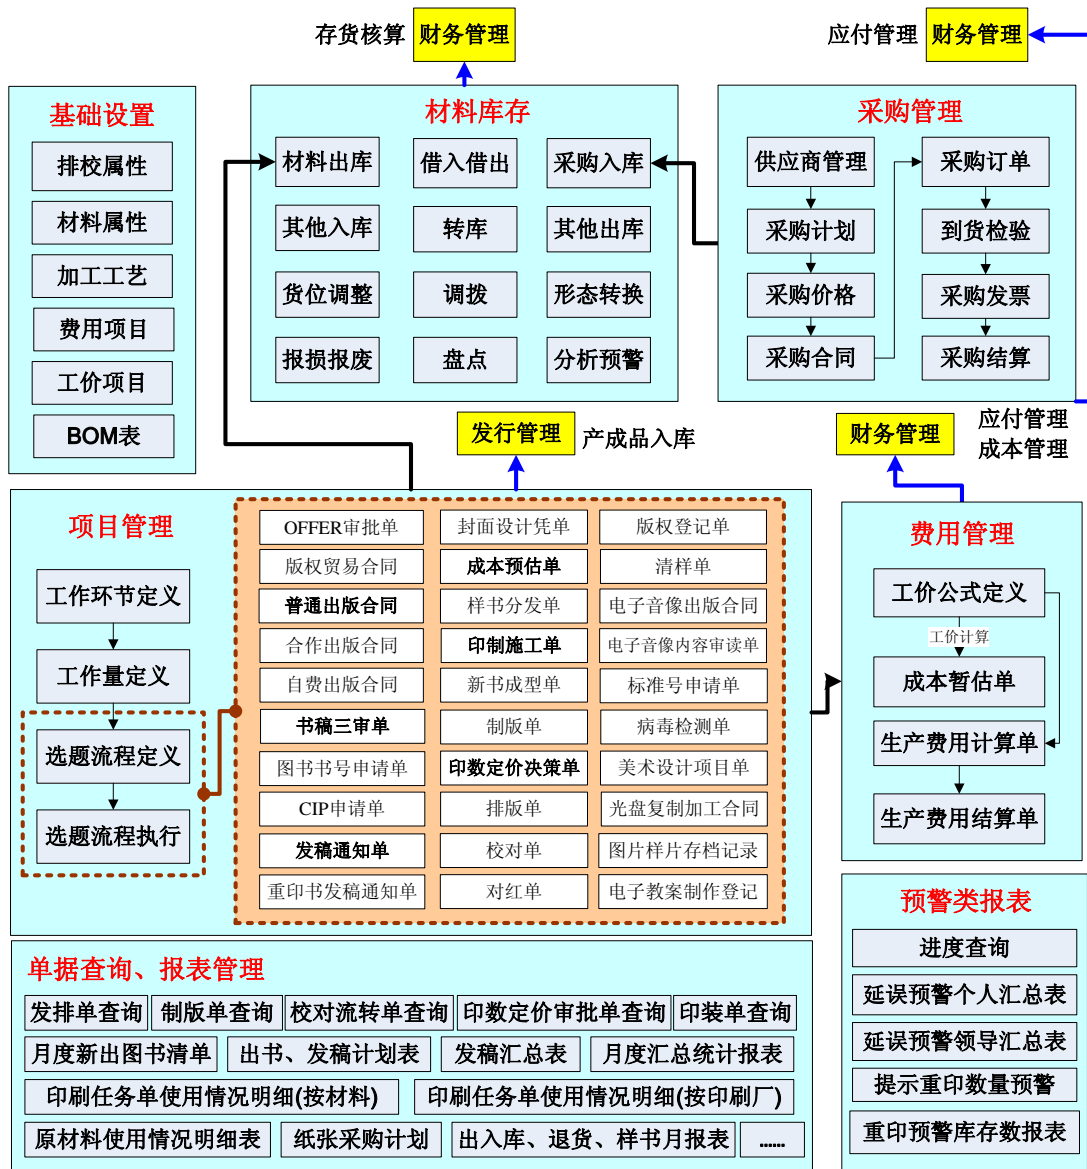 存货核算
财务管理
应付管理
财务管理
基础设置
排校属性
材料属性
加工工艺
费用项目
工价项目
BOM表
材料库存
材料出库
借入借出
采购入库
其他入库
转库
其他出库
货位调整
调拨
形态转换
报损报废
盘点
分析预警
采购管理
供应商管理
采购计划
采购价格
采购合同
采购订单
到货检验
采购发票
采购结算
发行管理
产成品入库
财务管理
应付管理
成本管理
项目管理
工作环节定义
工作量定义
选题流程定义
选题流程执行
OFFER审批单
版权贸易合同
普通出版合同
合作出版合同
自费出版合同
书稿三审单
图书书号申请单
CIP申请单
发稿通知单
重印书发稿通知单
封面设计凭单
成本预估单
样书分发单
印制施工单
新书成型单
制版单
印数定价决策单
排版单
校对单
对红单
版权登记单
清样单
电子音像出版合同
电子音像内容审读单
标准号申请单
病毒检测单
美术设计项目单
光盘复制加工合同
图片样片存档记录
电子教案制作登记
费用管理
工价公式定义
工价计算
成本暂估单
生产费用计算单
生产费用结算单
单据查询、报表管理
发排单查询
制版单查询
校对流转单查询
印数定价审批单查询
印装单查询
月度新出图书清单
出书、发稿计划表
发稿汇总表
月度汇总统计报表
印刷任务单使用情况明细(按材料)
印刷任务单使用情况明细(按印刷厂)
原材料使用情况明细表
纸张采购计划
出入库、退货、样书月报表
......
预警类报表
进度查询
延误预警个人汇总表
延误预警领导汇总表
提示重印数量预警
重印预警库存数报表